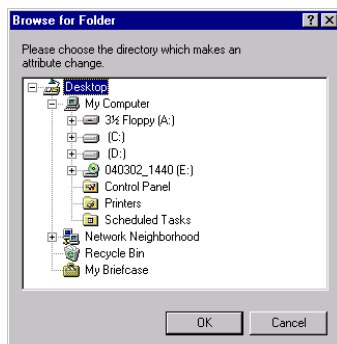 Browse for Folder
Please choose the directory which makes an
attribute change.
Desktop
My Computer
3½ Floppy (A:)
(C:)
(D:)
040302_1440 (E:)
Control Panel
Printers
Scheduled Tasks
Network Neighborhood
Recycle Bin
My Briefcase
OK Cancel